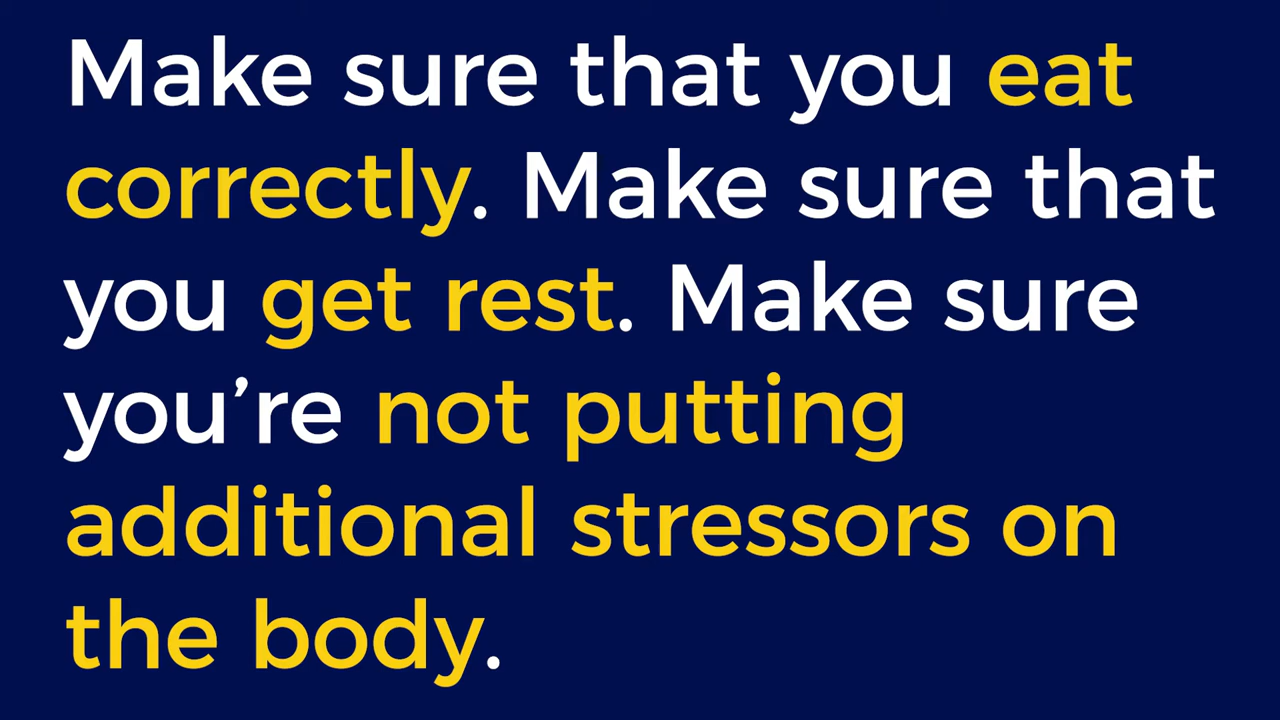 Make sure that you eat
correctly. Make sure that
you get rest. Make sure
you’re not putting
additional stressors on
the body.